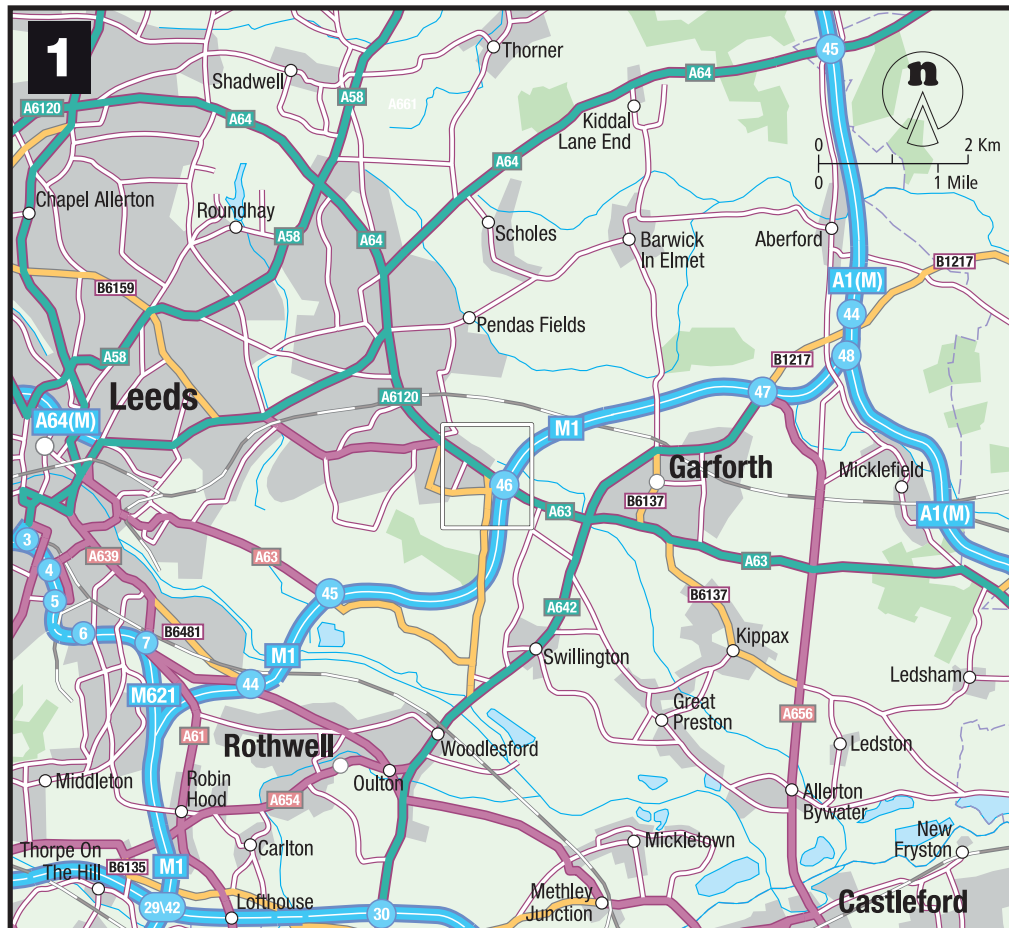 1
Thorner
Shadwell
45
n
A64
A58
A661
A6120
A64
Kiddal
Lane End
0 2 Km
0 1 Mile
A64
Chapel Allerton
Roundhay
A58
A64
Scholes
Barwick
In Elmet
Aberford
B1217
A1(M)
B6159
44
Pendas Fields
48
A58
B1217
Leeds
A6120
47
A64(M)
M1
Garforth
Micklefield
46
B6137
A63
A1(M)
3
A639
A63
A63
4
45
B6137
5
A642
6
7
B6481
Kippax
M1
Swillington
44
Ledsham
M621
Great
Preston
A656
A61
Rothwell
Woodlesford
Ledston
Middleton
Robin
Hood
Oulton
A654
Allerton
Bywater
Mickletown
New
Fryston
Thorpe On
The Hill
Carlton
B6135
M1
Methley
Junction
Castleford
29\42
Lofthouse
30